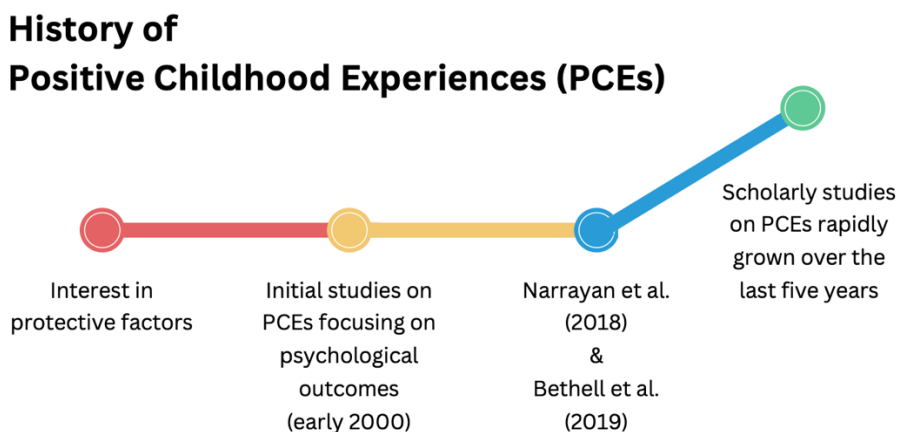 History of
Positive Childhood Experiences (PCEs)
Interest in
protective factors
Initial studies on
PCEs focusing on
psychological
outcomes
(early 2000)
Narrayan et al.
(2018)
&
Bethell et al.
(2019)
Scholarly studies
on PCEs rapidly
grown over the
last five years